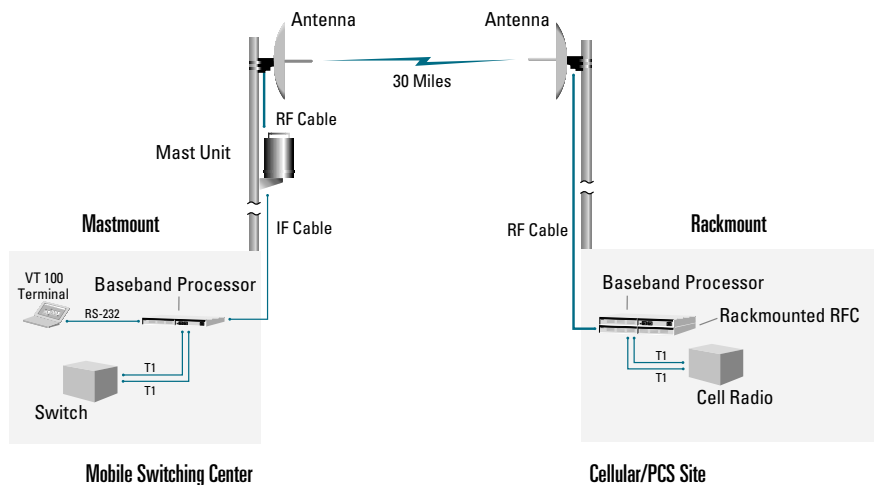 Antenna
Antenna
30 Miles
RF Cable
Mast Unit
Mastmount
IF Cable
RF Cable
Rackmount
VT 100
Terminal
Baseband Processor
RS-232
T1
T1
Switch
Baseband Processor
Rackmounted RFC
T1
T1
Cell Radio
Mobile Switching Center
Cellular/PCS Site